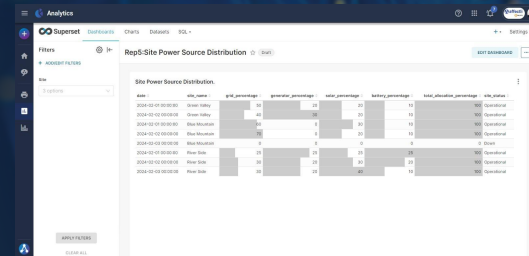 Analytics
Superset Dashboards Charts Datasets SQL
Settings
Filters
Rep5:Site Power Source Distribution Draft
EDIT DASHBOARD
+ ADD/EDIT FILTERS
Site
3 options
Site Power Source Distribution.
date site_name grid_percentage generator_percentage solar_percentage battery_percentage total_allocation_percentage site_status
2024-02-01 00:00:00 Green Valley 50 20 20 10 100 Operational
2024-02-02 00:00:00 Green Valley 40 30 20 10 100 Operational
2024-02-01 00:00:00 Blue Mountain 60 0 30 10 100 Operational
2024-02-02 00:00:00 Blue Mountain 70 0 20 10 100 Operational
2024-02-03 00:00:00 Blue Mountain 0 0 0 0 0 Down
2024-02-01 00:00:00 River Side 20 20 25 100 Operational
2024-02-02 00:00:00 River Side 30 20 30 20 100 Operational
2024-02-03 00:00:00 River Side 30 20 40 10 100 Operational
APPLY FILTERS
CLEAR ALL